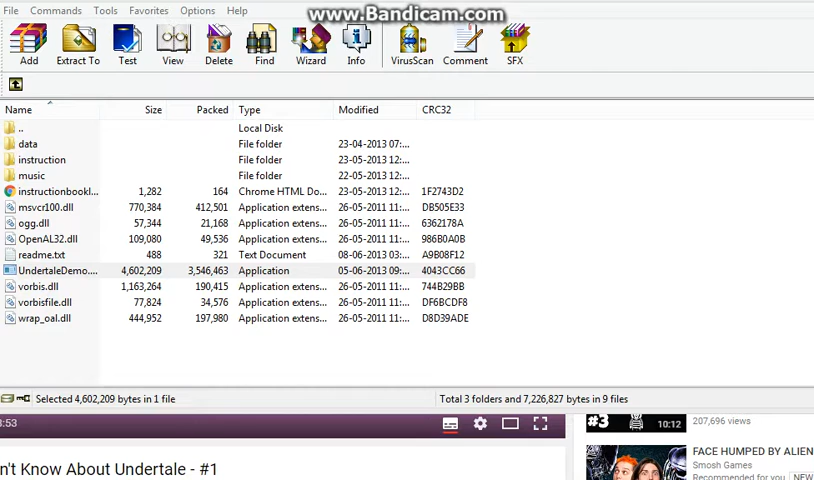 www.Bandicam.com
File Commands Tools Favorites Options Help
Add Extract To Test View Delete Find Wizard Info VirusScan Comment SFX
Name Size Packed Type Modified CRC32
.. Local Disk
data File folder 23-04-2013 07:...
instruction File folder 23-05-2013 12:...
music File folder 22-05-2013 12:...
instructionbookl... 1,282 164 Chrome HTML Do... 23-05-2013 12:... 1F2743D2
msvcr100.dll 770,384 412,501 Application extens... 26-05-2011 11:... DB505E33
ogg.dll 57,344 21,168 Application extens... 26-05-2011 11:... 6362178A
OpenAL32.dll 109,080 49,536 Application extens... 26-05-2011 11:... 986B0A0B
readme.txt 488 321 Text Document 08-06-2013 03:... A9B08F12
UndertaleDemo.... 4,602,209 3,546,463 Application 05-06-2013 09:... 4043CC66
vorbis.dll 1,163,264 190,415 Application extens... 26-05-2011 11:... 744B29BB
vorbisfile.dll 77,824 34,576 Application extens... 26-05-2011 11:... DF6BCDF8
wrap_oal.dll 444,952 197,980 Application extens... 26-05-2011 11:... D8D39ADE
Selected 4,602,209 bytes in 1 file Total 3 folders and 7,226,827 bytes in 9 files
3:53
#3 10:12 207,696 views
n't Know About Undertale - #1
FACE HUMPED BY ALIEN
Smosh Games
Recommended for you NEW